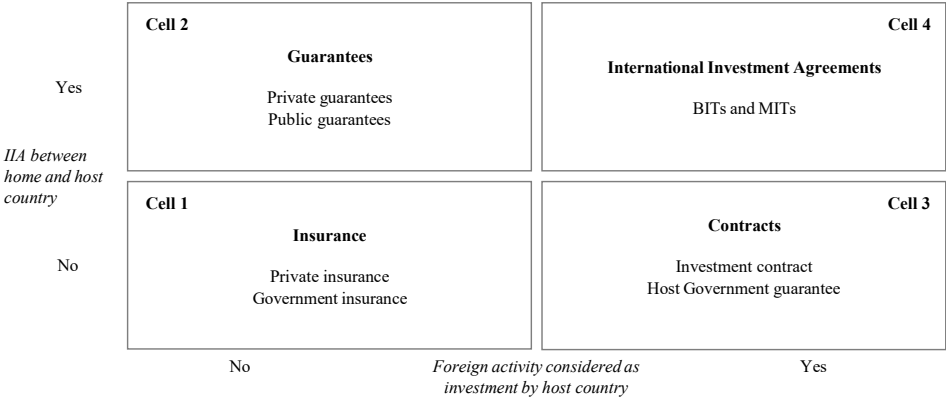 Cell 2
Guarantees
Private guarantees
Public guarantees
Cell 4
International Investment Agreements
BITs and MITs
Yes
IIA between
home and host
country
No
Cell 1
Insurance
Private insurance
Government insurance
Cell 3
Contracts
Investment contract
Host Government guarantee
No
Foreign activity considered as
investment by host country
Yes